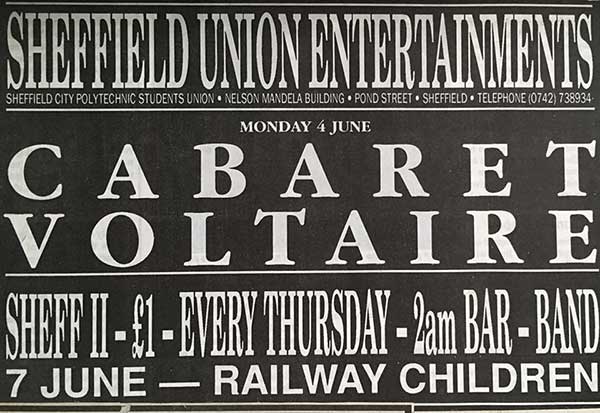 SHEFFIELD UNION ENTERTAINMENTS
SHEFFIELD CITY POLYTECHNIC STUDENTS UNION • NELSON MANDELA BUILDING • POND STREET • SHEFFIELD • TELEPHONE (0742) 738934
MONDAY 4 JUNE
CABARET
VOLTAIRE
SHEFF II - £1 - EVERY THURSDAY - 2am BAR - BAND
7 JUNE — RAILWAY CHILDREN